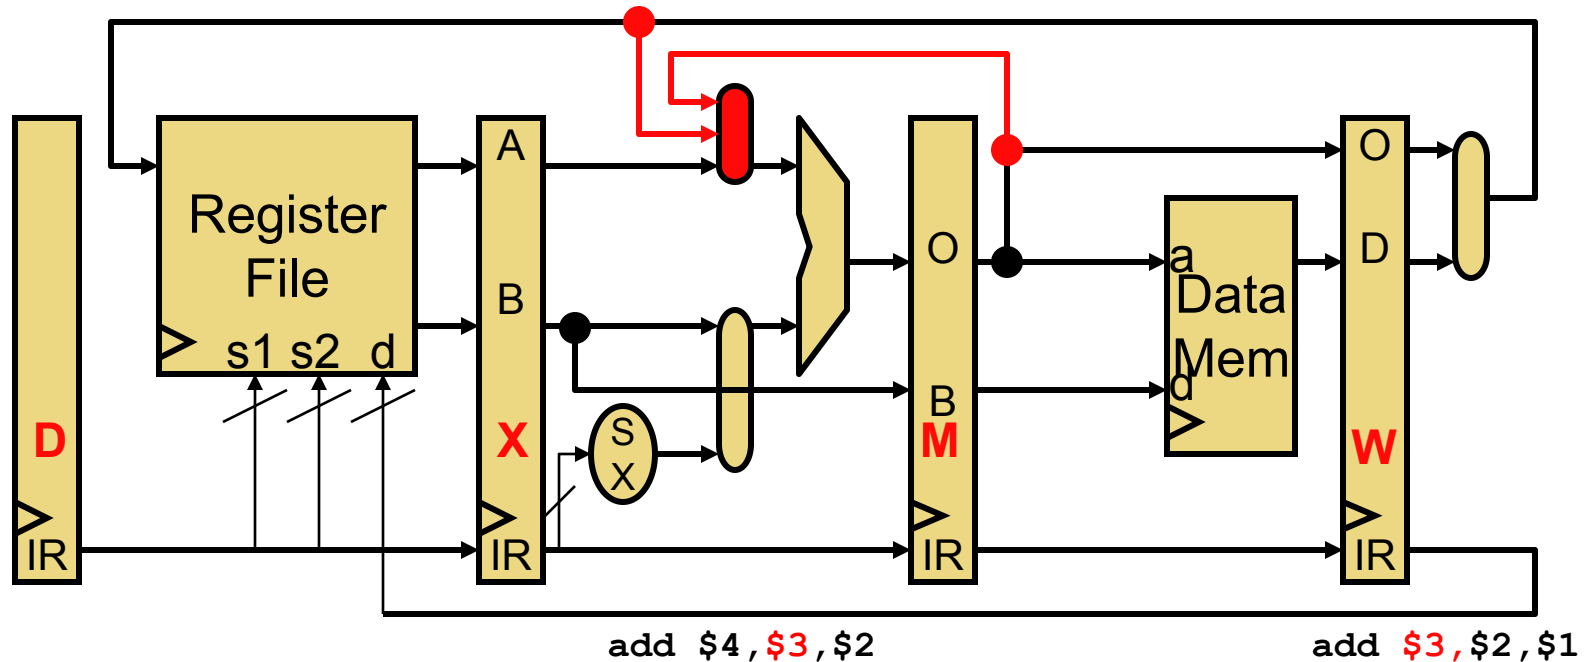 A
O
Register
File
O
D
a
Data
B
s1 s2 d
Mem
d
B
S
X
D
X
M
W
IR
IR
IR
IR
add $4,$3,$2
add $3,$2,$1